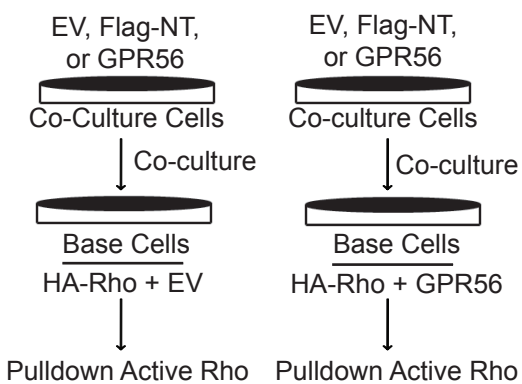 EV, Flag-NT,
or GPR56
Co-Culture Cells
Co-culture
Base Cells
HA-Rho + EV
Pulldown Active Rho
EV, Flag-NT,
or GPR56
Co-culture Cells
Co-culture
Base Cells
HA-Rho + GPR56
Pulldown Active Rho